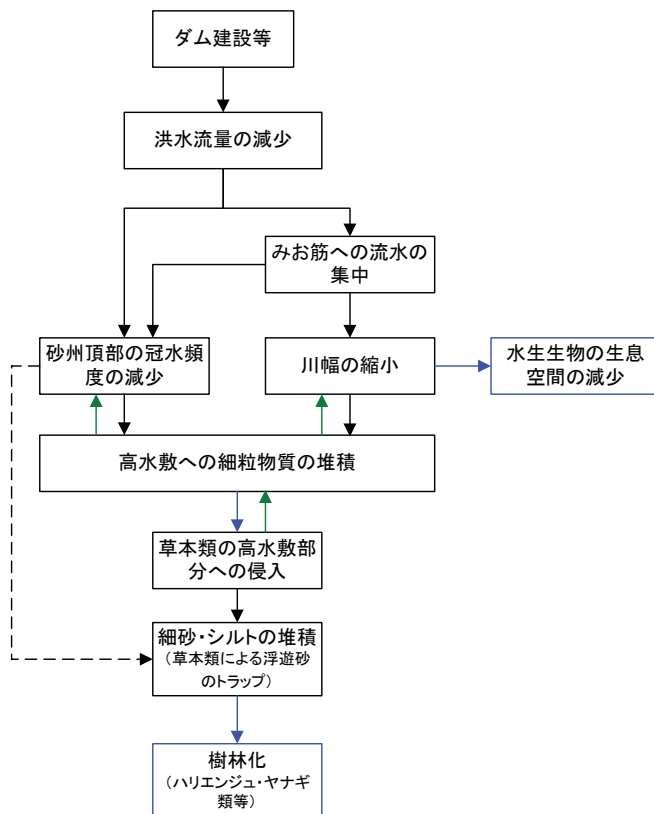 ダム建設等
洪水流量の減少
みお筋への流水の
集中
砂州頂部の冠水頻
度の減少
川幅の縮小
水生生物の生息
空間の減少
高水敷への細粒物質の堆積
草本類の高水敷部
分への侵入
細砂・シルトの堆積
（草本類による浮遊砂
のトラップ）
樹林化
（ハリエンジュ・ヤナギ
類等）